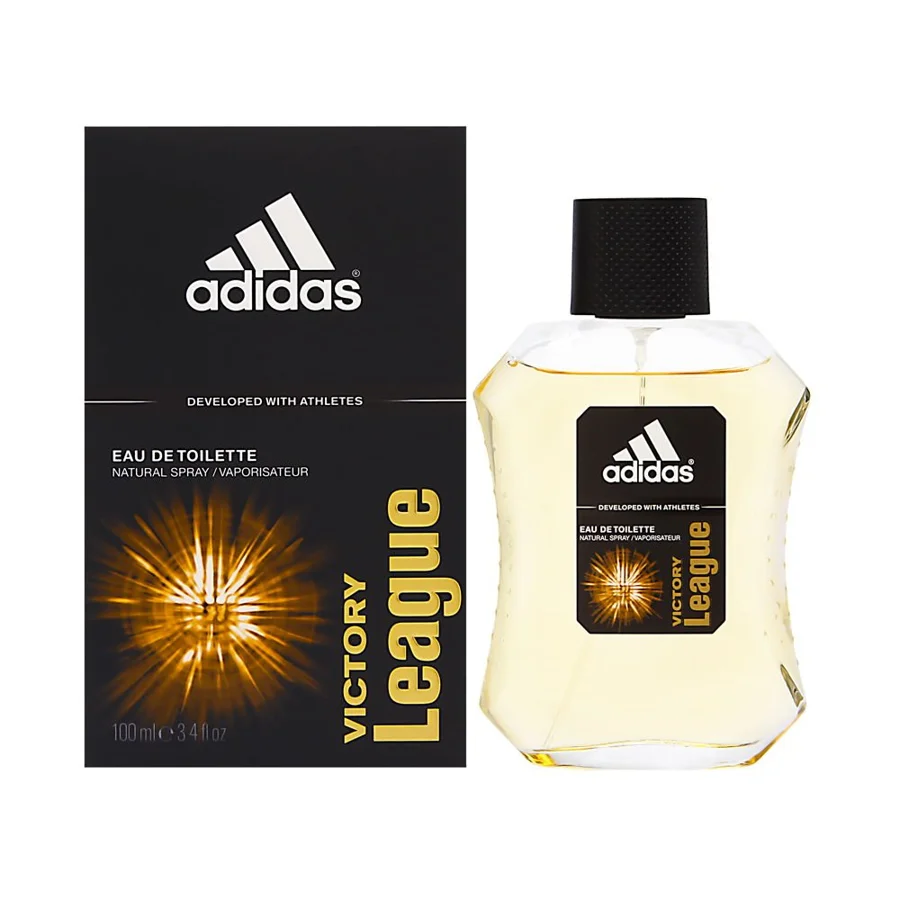 adidas®
DEVELOPED WITH ATHLETES
EAU DE TOILETTE
NATURAL SPRAY / VAPORISATEUR
VICTORY
League
100 ml ℮ 3.4 fl oz
adidas®
DEVELOPED WITH ATHLETES
EAU DE TOILETTE
NATURAL SPRAY / VAPORISATEUR
VICTORY
League